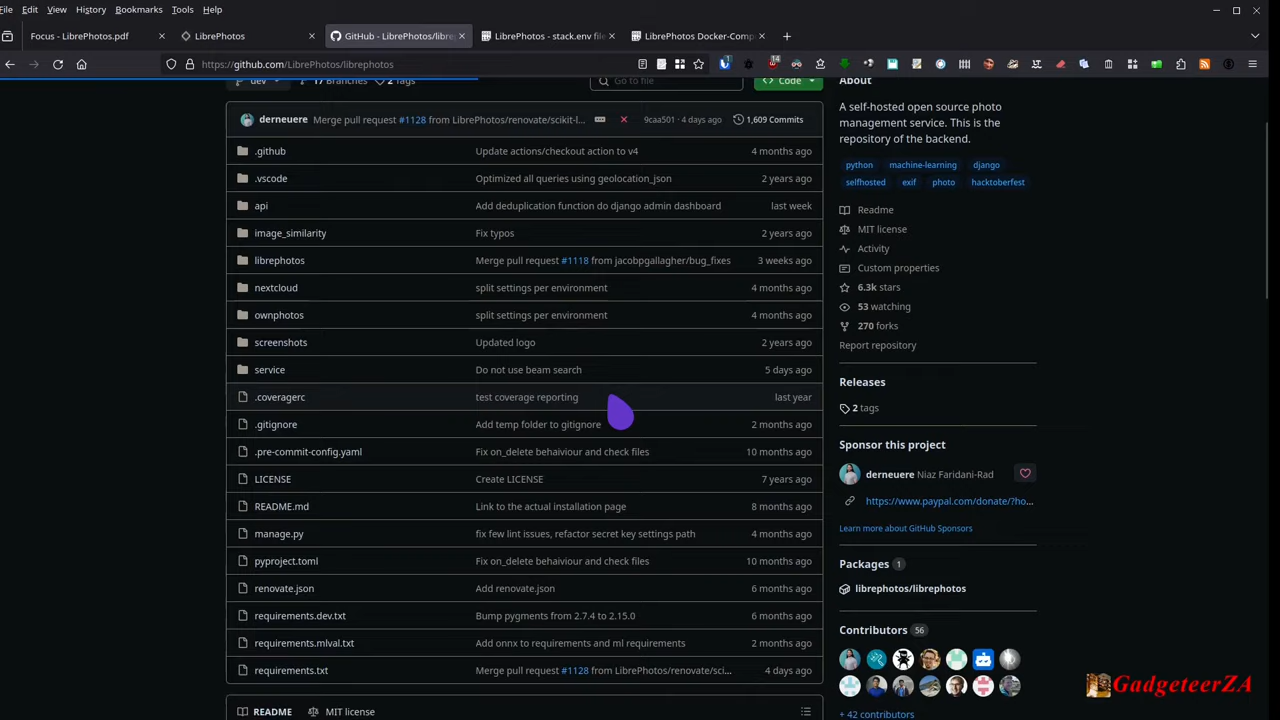 File Edit View History Bookmarks Tools Help
Focus - LibrePhotos.pdf
LibrePhotos
GitHub - LibrePhotos/libre
LibrePhotos - stack.env file
LibrePhotos Docker-Comp
https://github.com/LibrePhotos/librephotos
14
dev
17 Branches
2 Tags
Go to file
Code
derneuere Merge pull request #1128 from LibrePhotos/renovate/scikit-l... 9caa501 · 4 days ago 1,609 Commits
.github Update actions/checkout action to v4 4 months ago
.vscode Optimized all queries using geolocation_json 2 years ago
api Add deduplication function do django admin dashboard last week
image_similarity Fix typos 2 years ago
librephotos Merge pull request #1118 from jacobpgallagher/bug_fixes 3 weeks ago
nextcloud split settings per environment 4 months ago
ownphotos split settings per environment 4 months ago
screenshots Updated logo 2 years ago
service Do not use beam search 5 days ago
.coveragerc test coverage reporting last year
.gitignore Add temp folder to gitignore 2 months ago
.pre-commit-config.yaml Fix on_delete behaiviour and check files 10 months ago
LICENSE Create LICENSE 7 years ago
README.md Link to the actual installation page 8 months ago
manage.py fix few lint issues, refactor secret key settings path 4 months ago
pyproject.toml Fix on_delete behaiviour and check files 10 months ago
renovate.json Add renovate.json 6 months ago
requirements.dev.txt Bump pygments from 2.7.4 to 2.15.0 6 months ago
requirements.mlval.txt Add onnx to requirements and ml requirements 2 months ago
requirements.txt Merge pull request #1128 from LibrePhotos/renovate/sci... 4 days ago
README MIT license
About
A self-hosted open source photo
management service. This is the
repository of the backend.
python machine-learning django
selfhosted exif photo hacktoberfest
Readme
MIT license
Activity
Custom properties
6.3k stars
53 watching
270 forks
Report repository
Releases
2 tags
Sponsor this project
derneuere Niaz Faridani-Rad
https://www.paypal.com/donate/?ho...
Learn more about GitHub Sponsors
Packages 1
librephotos/librephotos
Contributors 56
+ 42 contributors
GadgeteerZA